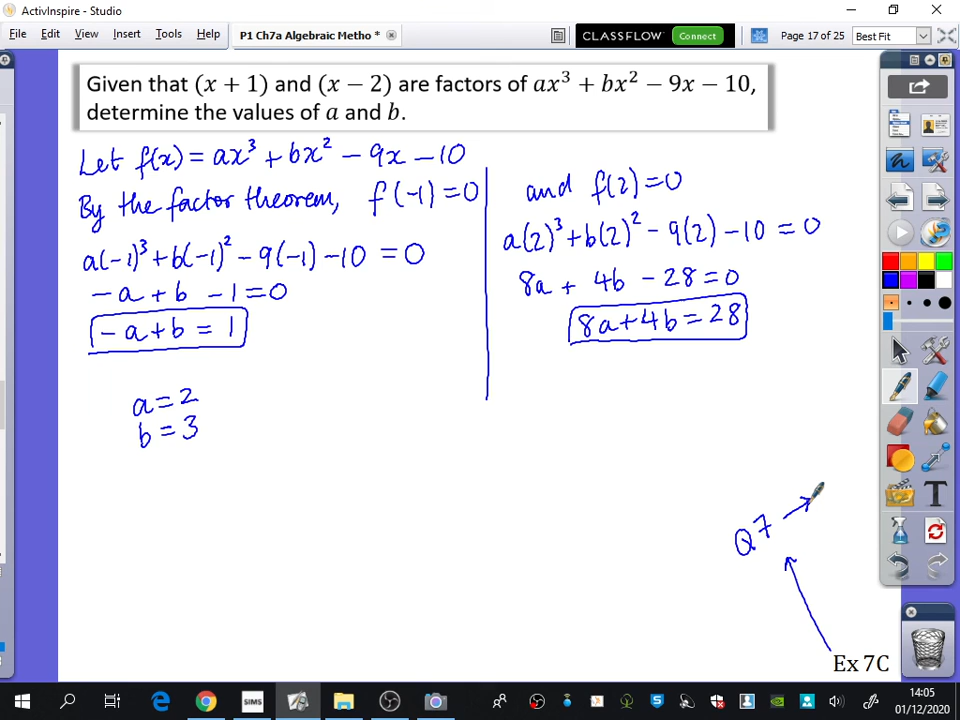 ActivInspire - Studio
File Edit View Insert Tools Help
P1 Ch7a Algebraic Metho *
CLASSFLOW Connect
Page 17 of 25
Best Fit
Given that (x + 1) and (x − 2) are factors of ax³ + bx² − 9x − 10,
determine the values of a and b.
Let f(x) = ax³ + bx² − 9x − 10
By the factor theorem, f(−1) = 0
a(−1)³ + b(−1)² − 9(−1) − 10 = 0
−a + b − 1 = 0
−a + b = 1
a = 2
b = 3
and f(2) = 0
a(2)³ + b(2)² − 9(2) − 10 = 0
8a + 4b − 28 = 0
8a + 4b = 28
Q7
Ex 7C
SIMS
14:05
01/12/2020